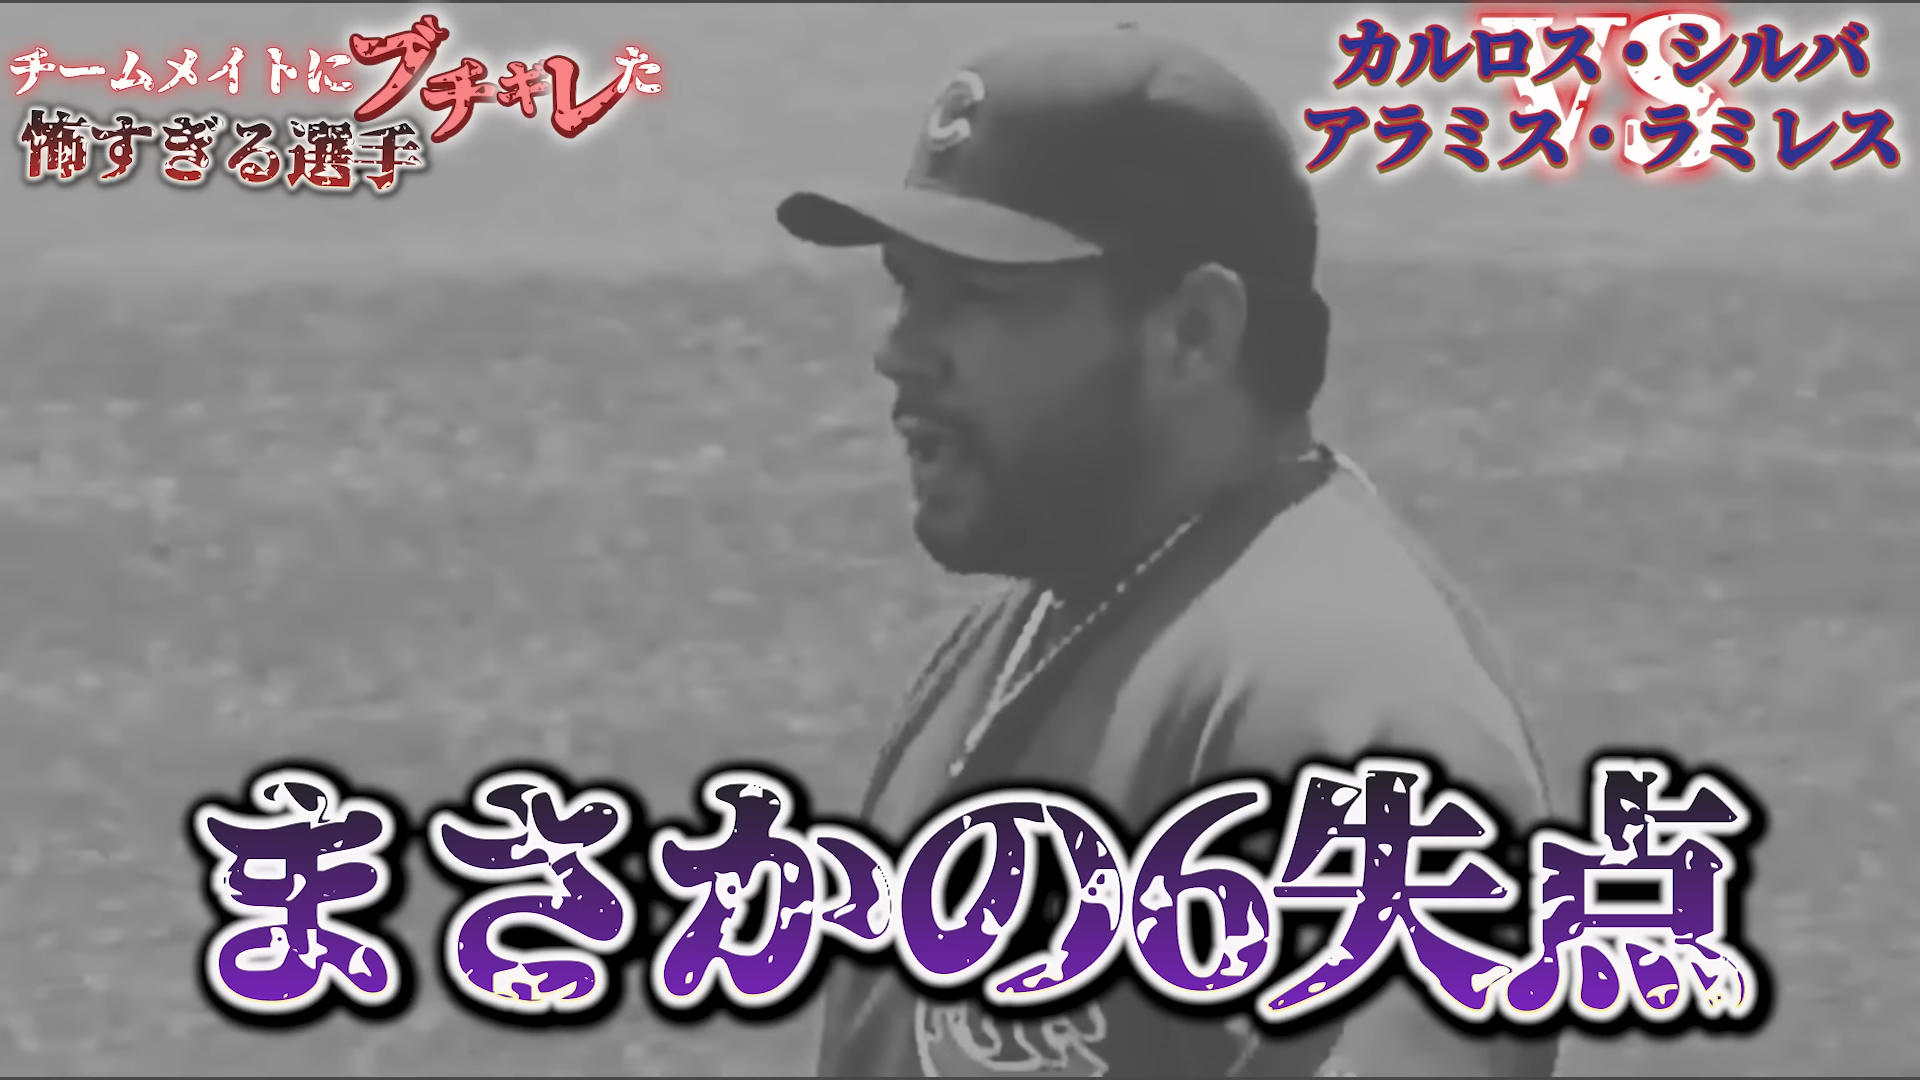 チームメイトにブチギレた
怖すぎる選手
VS
カルロス・シルバ
アラミス・ラミレス
C
まさかの6失点